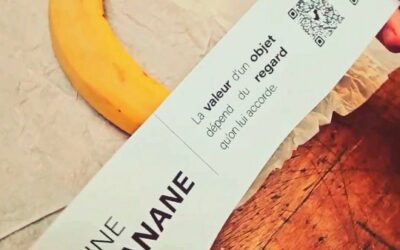 La valeur d'un objet
dépend du regard
qu'on lui accorde.